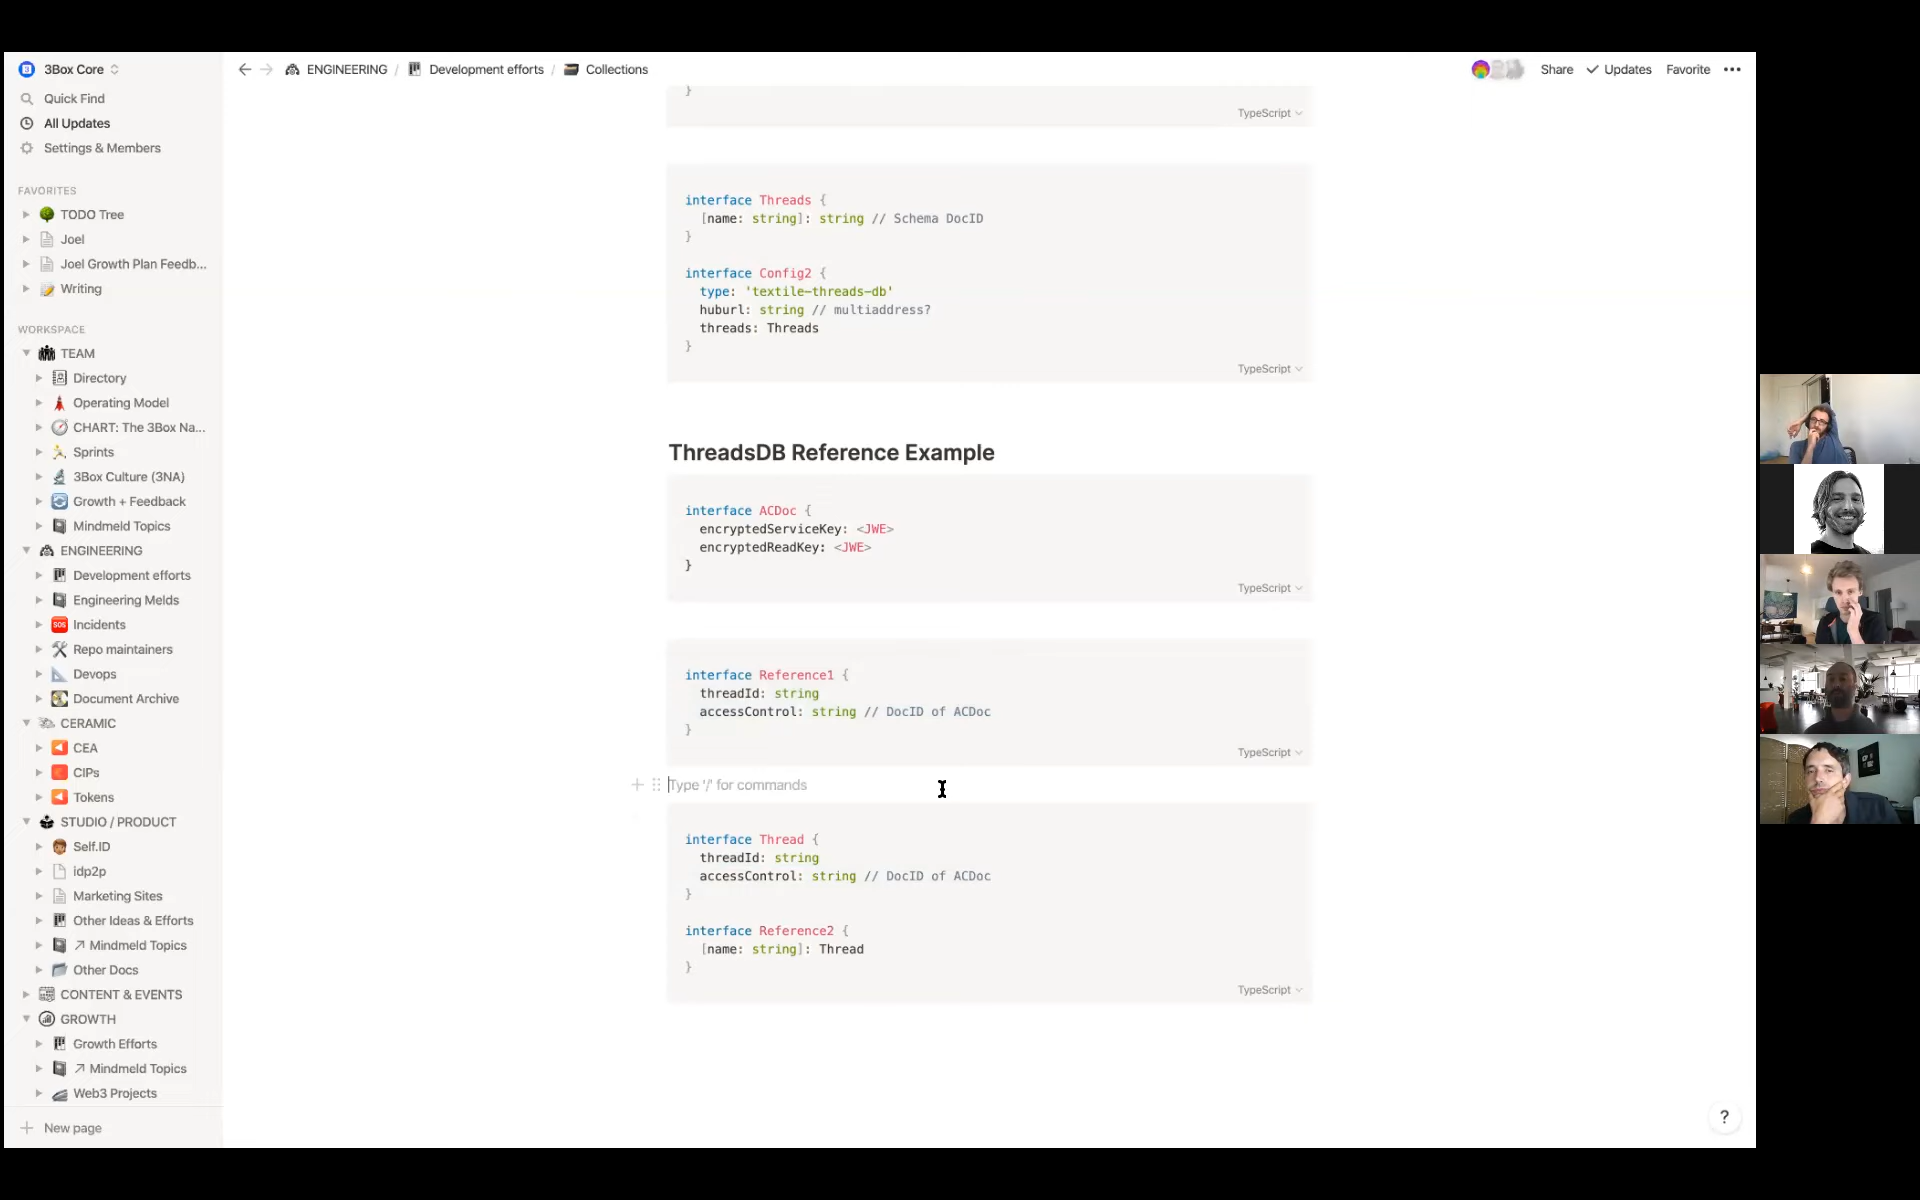 3Box Core
Quick Find
All Updates
Settings & Members
FAVORITES
TODO Tree
Joel
Joel Growth Plan Feedb...
Writing
WORKSPACE
TEAM
Directory
Operating Model
CHART: The 3Box Na...
Sprints
3Box Culture (3NA)
Growth + Feedback
Mindmeld Topics
ENGINEERING
Development efforts
Engineering Melds
SOS
Incidents
Repo maintainers
Devops
Document Archive
CERAMIC
CEA
CIPs
Tokens
STUDIO / PRODUCT
Self.ID
idp2p
Marketing Sites
Other Ideas & Efforts
Mindmeld Topics
Other Docs
CONTENT & EVENTS
GROWTH
Growth Efforts
Mindmeld Topics
Web3 Projects
New page
ENGINEERING / Development efforts / Collections
Share Updates Favorite
}
TypeScript
interface Threads {
[name: string]: string // Schema DocID
}
interface Config2 {
type: 'textile-threads-db'
huburl: string // multiaddress?
threads: Threads
}
TypeScript
ThreadsDB Reference Example
interface ACDoc {
encryptedServiceKey: <JWE>
encryptedReadKey: <JWE>
}
TypeScript
interface Reference1 {
threadId: string
accessControl: string // DocID of ACDoc
}
TypeScript
Type '/' for commands
interface Thread {
threadId: string
accessControl: string // DocID of ACDoc
}
interface Reference2 {
[name: string]: Thread
}
TypeScript
?